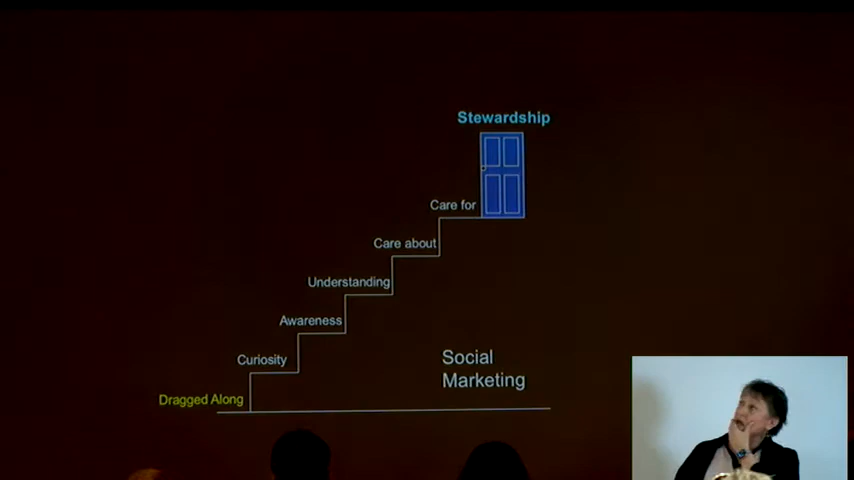 Stewardship
Care for
Care about
Understanding
Awareness
Curiosity
Social
Marketing
Dragged Along